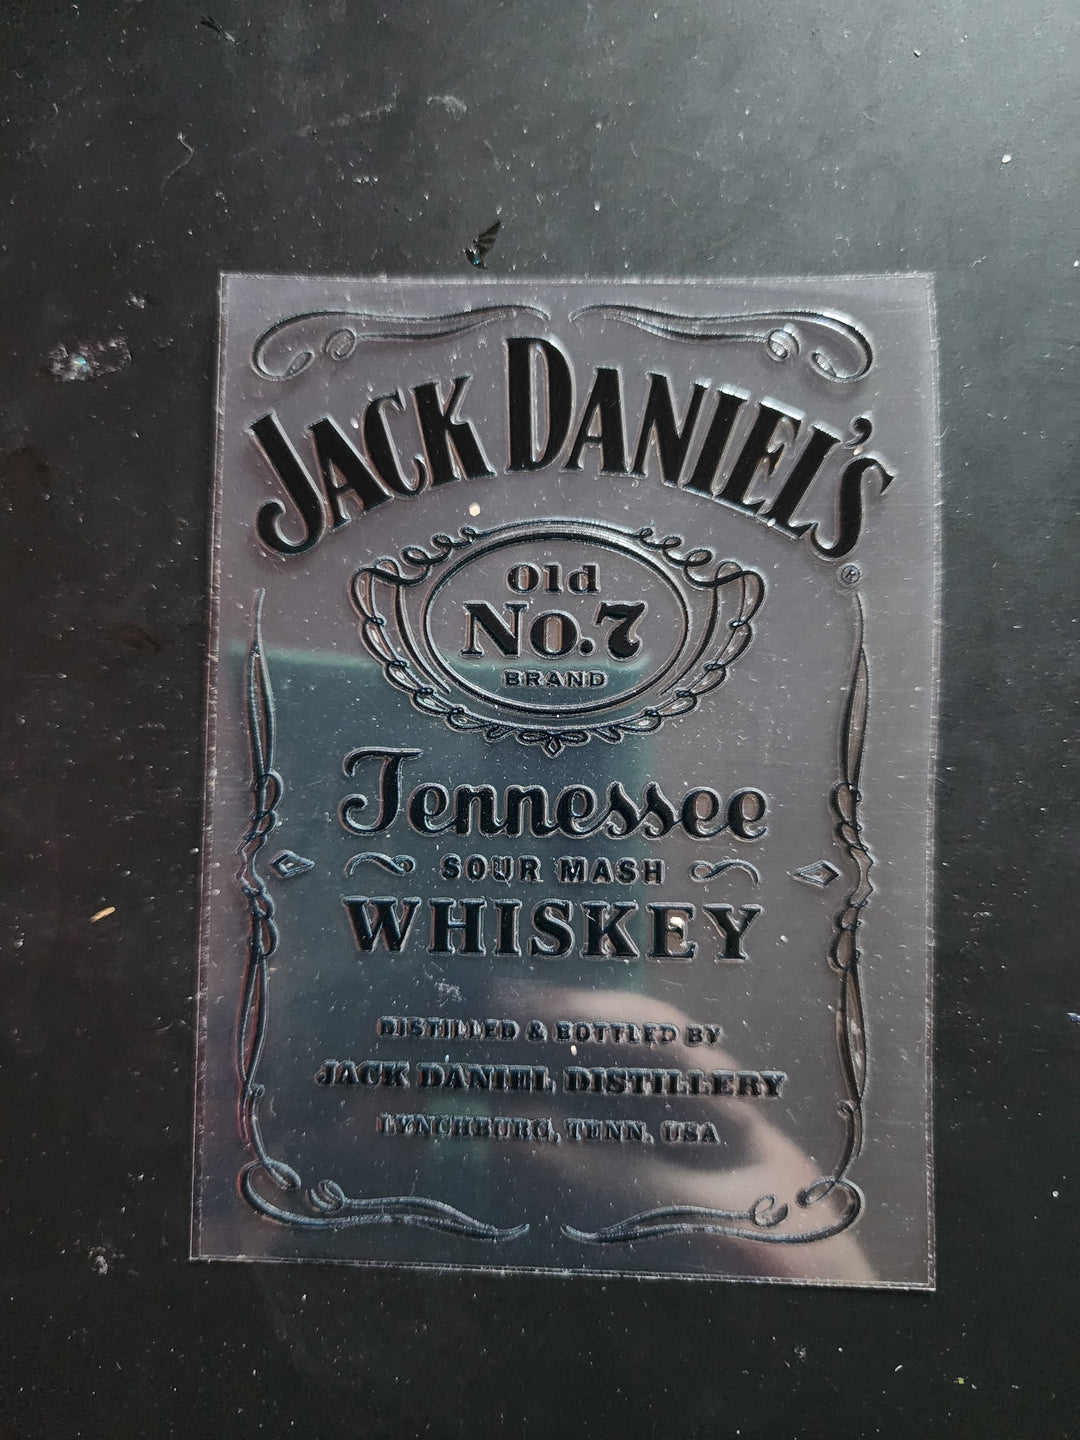 JACK DANIEL'S
®
Old
No.7
BRAND
Tennessee
SOUR MASH
WHISKEY
DISTILLED & BOTTLED BY
JACK DANIEL DISTILLERY
LYNCHBURG, TENN. USA